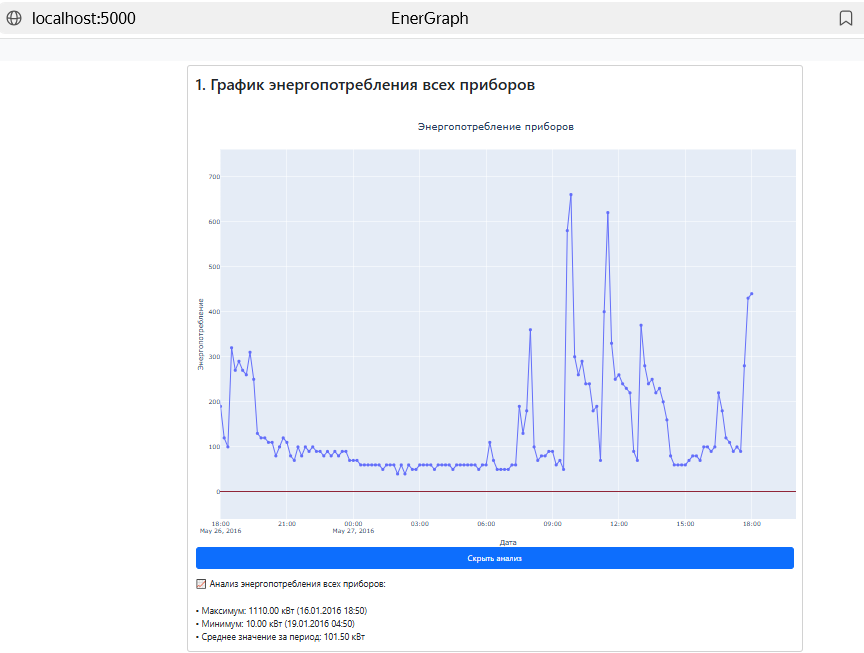 localhost:5000
EnerGraph
1. График энергопотребления всех приборов
Энергопотребление приборов
700
600
500
400
300
200
100
0
Энергопотребление
18:00 21:00 00:00 03:00 06:00 09:00 12:00 15:00 18:00
May 26, 2016 May 27, 2016
Дата
Скрыть анализ
Анализ энергопотребления всех приборов:
• Максимум: 1110.00 кВт (16.01.2016 18:50)
• Минимум: 10.00 кВт (19.01.2016 04:50)
• Среднее значение за период: 101.50 кВт